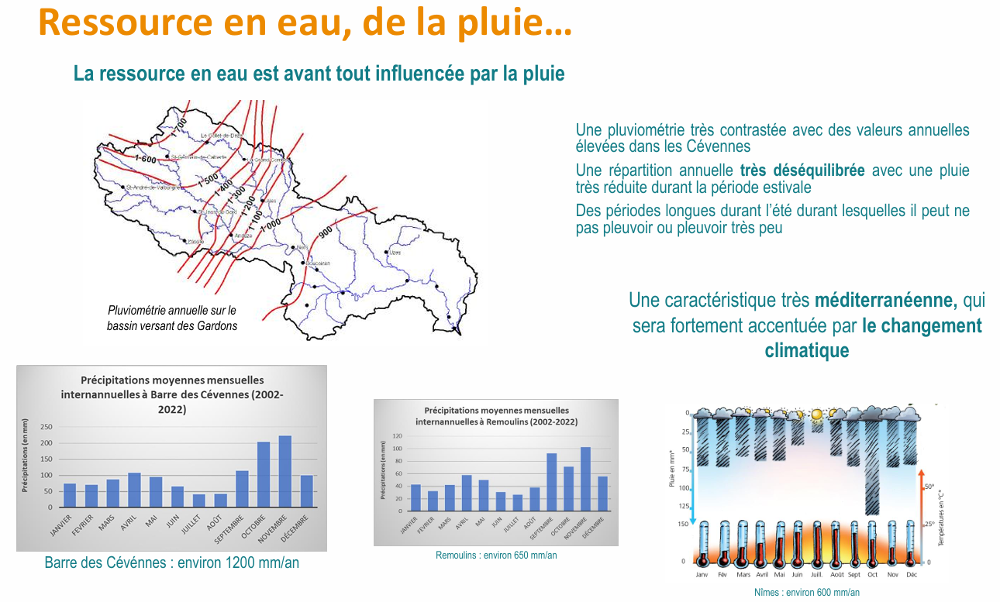 Ressource en eau, de la pluie...
La ressource en eau est avant tout influencée par la pluie
Une pluviométrie très contrastée avec des valeurs annuelles
élevées dans les Cévennes
Une répartition annuelle très déséquilibrée avec une pluie
très réduite durant la période estivale
Des périodes longues durant l'été durant lesquelles il peut ne
pas pleuvoir ou pleuvoir très peu
Une caractéristique très méditerranéenne, qui
sera fortement accentuée par le changement
climatique
1 700
Le Collet-de-Dèze
1 600
St-Germain-de-Calberte
La Grand Combe
1 500
1 400
1 300
1 200
1 100
1 000
900
St-André-de-Valborgne
St-Jean-du-Gard
Alès
Anduze
Lasalle
Ners
Boucoiran
Uzes
Pluviométrie annuelle sur le
bassin versant des Gardons
Précipitations moyennes mensuelles
internannuelles à Barre des Cévennes (2002-
2022)
Précipitations (en mm)
250
200
150
100
50
0
JANVIER
FEVRIER
MARS
AVRIL
MAI
JUIN
JUILLET
AOÛT
SEPTEMBRE
OCTOBRE
NOVEMBRE
DÉCEMBRE
Barre des Cévénnes : environ 1200 mm/an
Précipitations moyennes mensuelles
internannuelles à Remoulins (2002-2022)
Précipitations (en mm)
120
100
80
60
40
20
0
JANVIER
FEVRIER
MARS
AVRIL
MAI
JUIN
JUILLET
AOÛT
SEPTEMBRE
OCTOBRE
NOVEMBRE
DÉCEMBRE
Remoulins : environ 650 mm/an
Pluie en mm*
0
25
50
75
100
125
150
0
Températures en °C*
50°
25°
0
Janv Fév Mars Avril Mai Juin Juill. Août Sept Oct Nov Déc
Nîmes : environ 600 mm/an